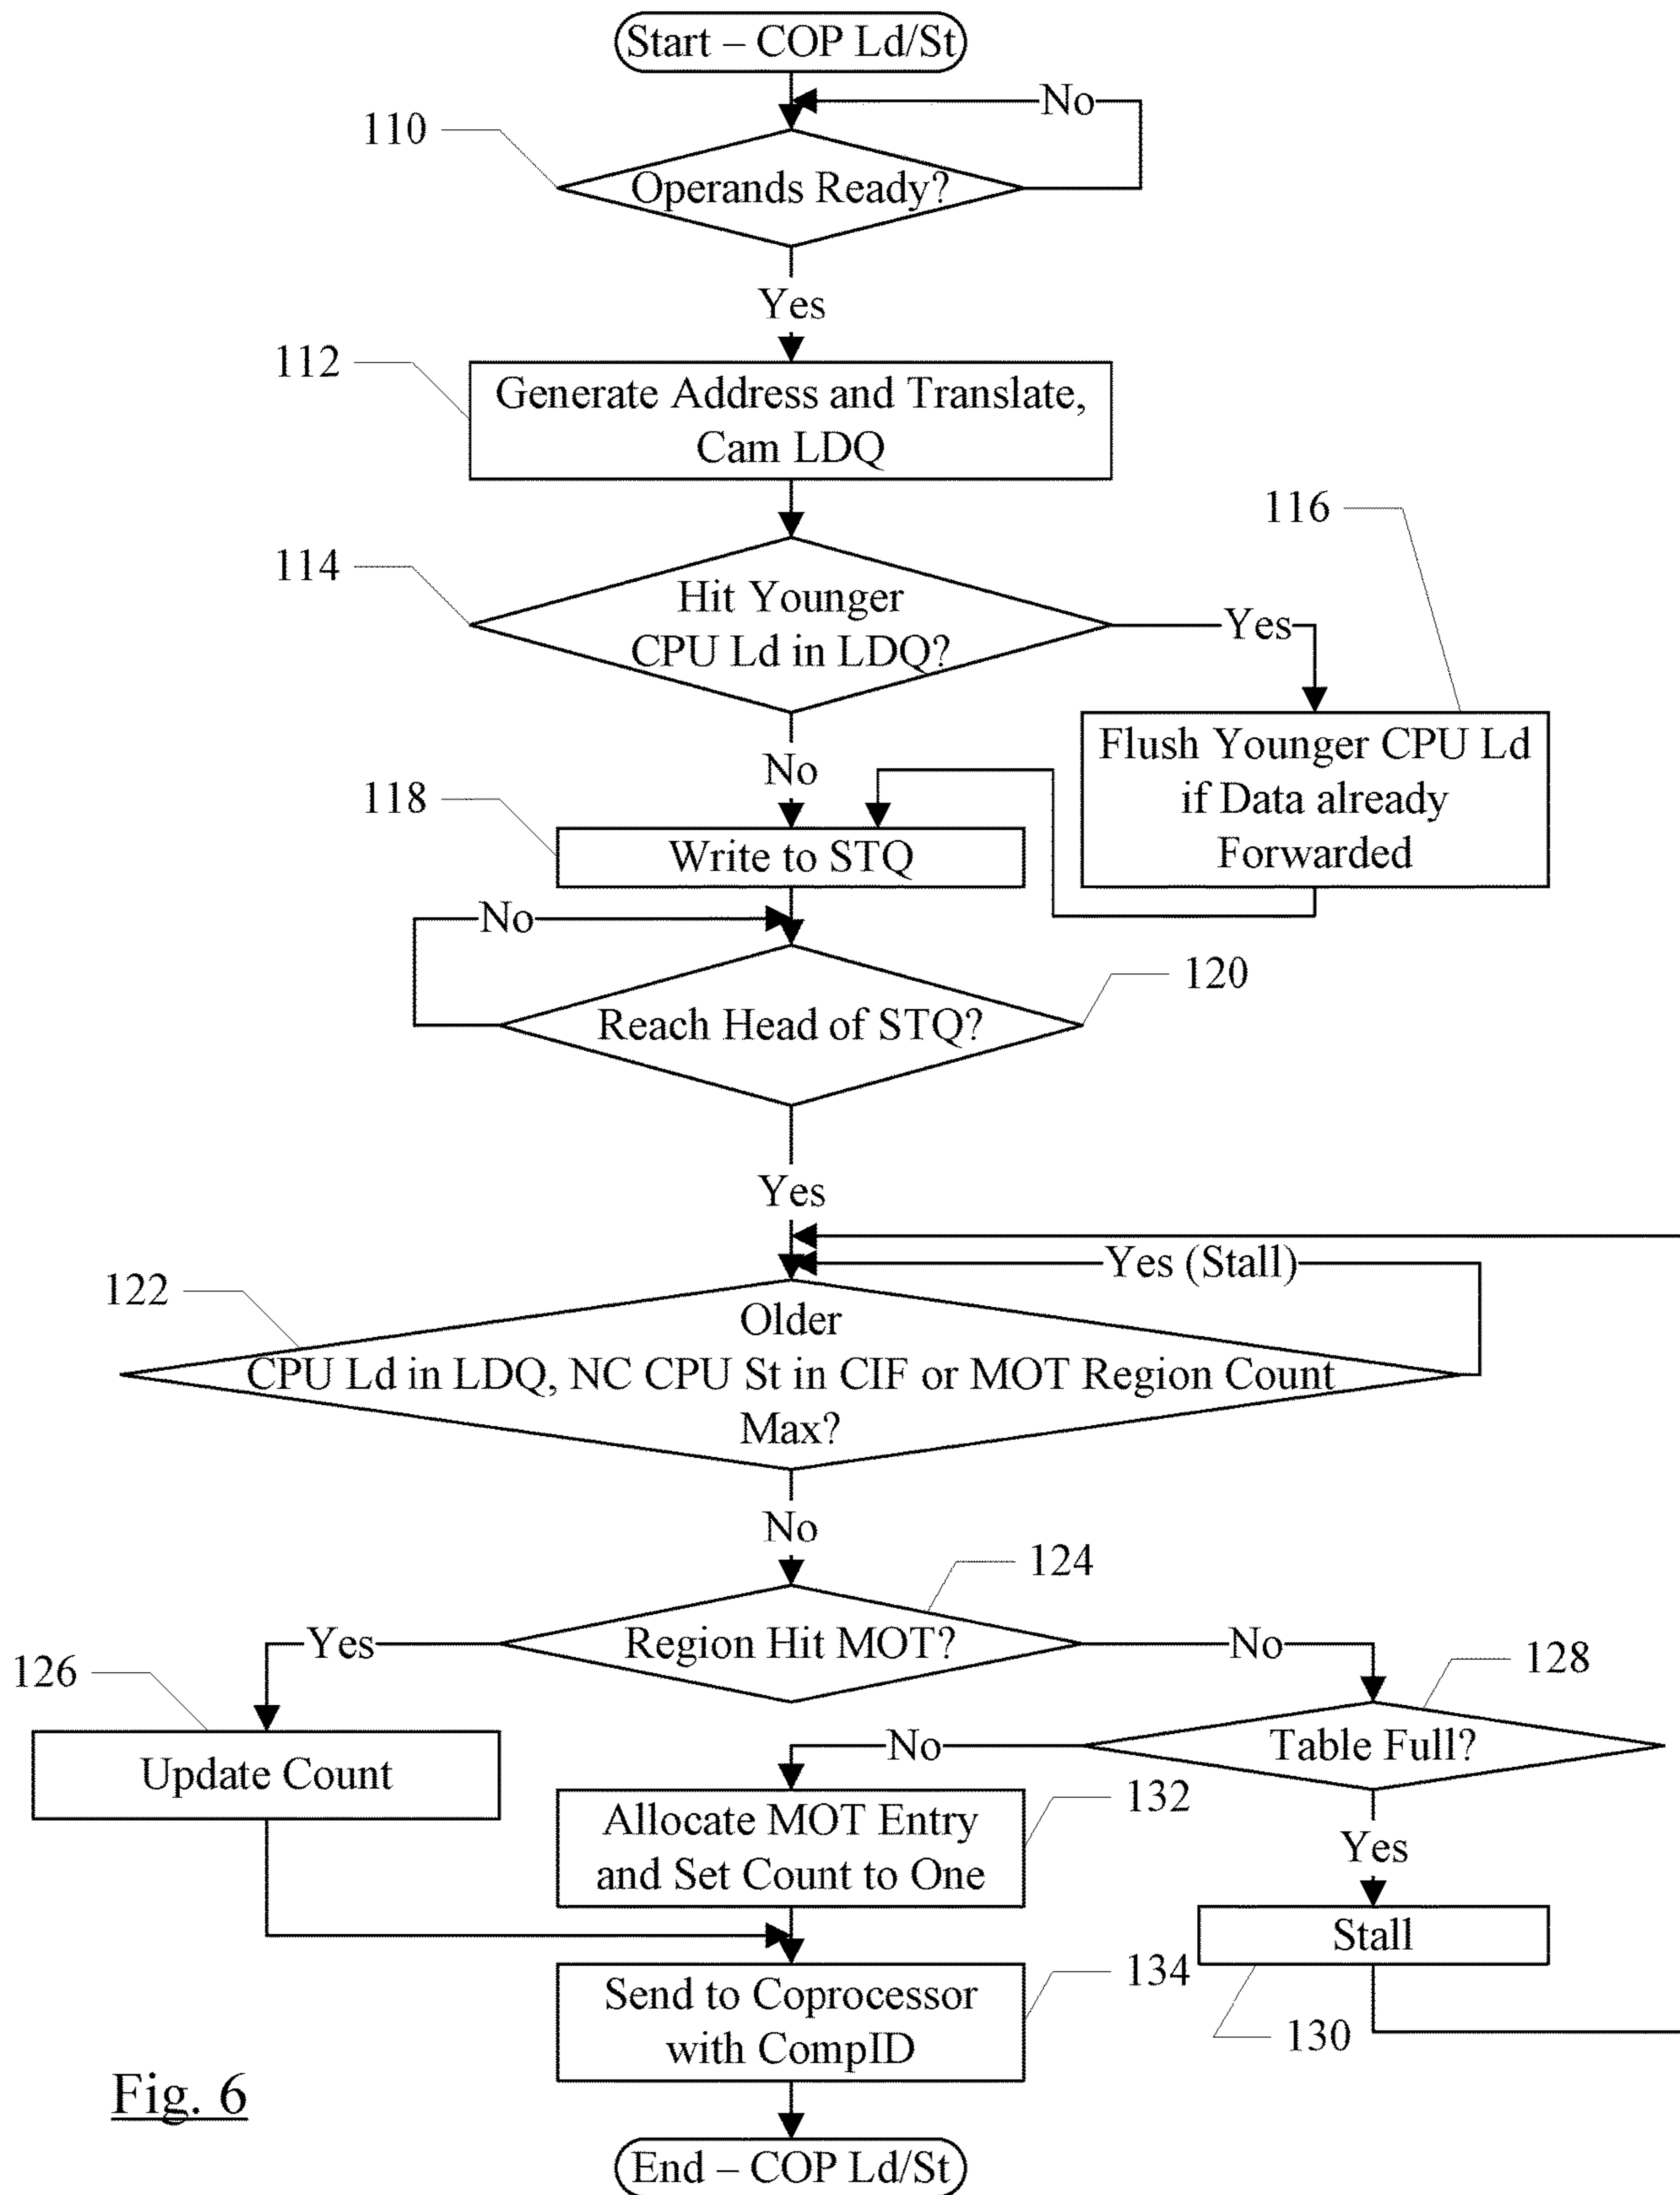 Start – COP Ld/St
No
110
Operands Ready?
Yes
112
Generate Address and Translate,
Cam LDQ
116
114
Hit Younger
CPU Ld in LDQ?
Yes
Flush Younger CPU Ld
if Data already
Forwarded
No
118
Write to STQ
No
120
Reach Head of STQ?
Yes
Yes (Stall)
122
Older
CPU Ld in LDQ, NC CPU St in CIF or MOT Region Count
Max?
No
124
Region Hit MOT?
Yes
No
126
128
Update Count
No
Table Full?
132
Allocate MOT Entry
and Set Count to One
Yes
Stall
134
Send to Coprocessor
with CompID
130
Fig. 6
End – COP Ld/St